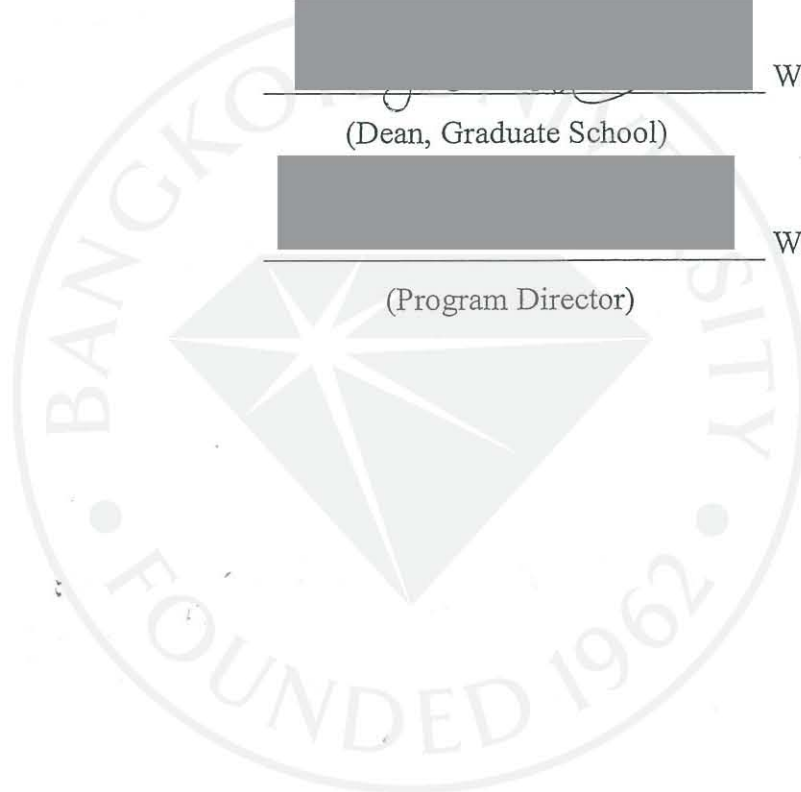 W
(Dean, Graduate School)
W
(Program Director)
BANGKOK UNIVERSITY
• FOUNDED 1962 •